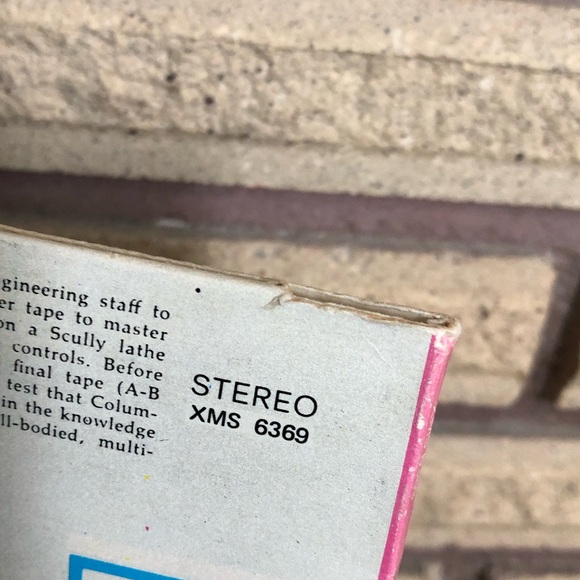 gineering staff to
er tape to master
on a Scully lathe
controls. Before
final tape (A-B
test that Colum-
in the knowledge
ll-bodied, multi-
STEREO
XMS 6369